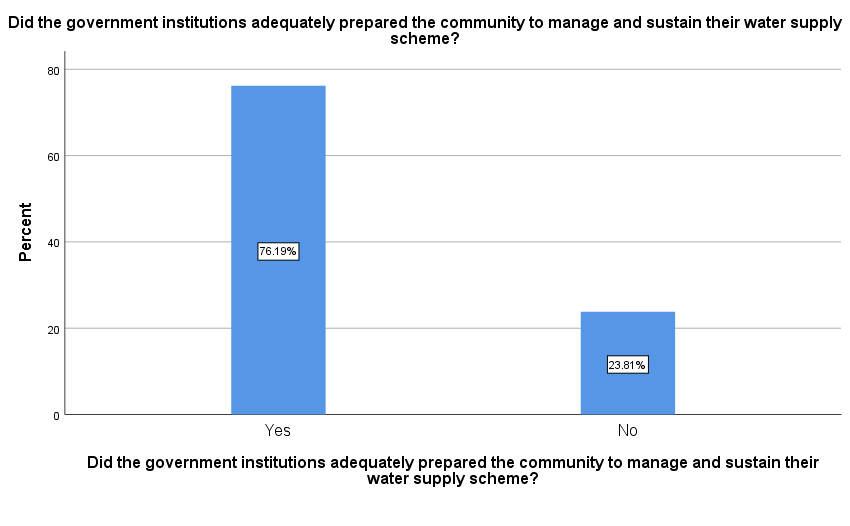 Did the government institutions adequately prepared the community to manage and sustain their water supply
scheme?
80
60
40
20
0
Percent
76.19%
23.81%
Yes
No
Did the government institutions adequately prepared the community to manage and sustain their
water supply scheme?